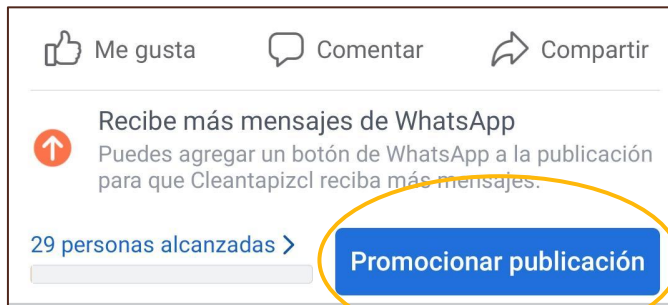 Me gusta Comentar Compartir
Recibe más mensajes de WhatsApp
Puedes agregar un botón de WhatsApp a la publicación
para que Cleantapizcl reciba más mensajes.
29 personas alcanzadas >
Promocionar publicación